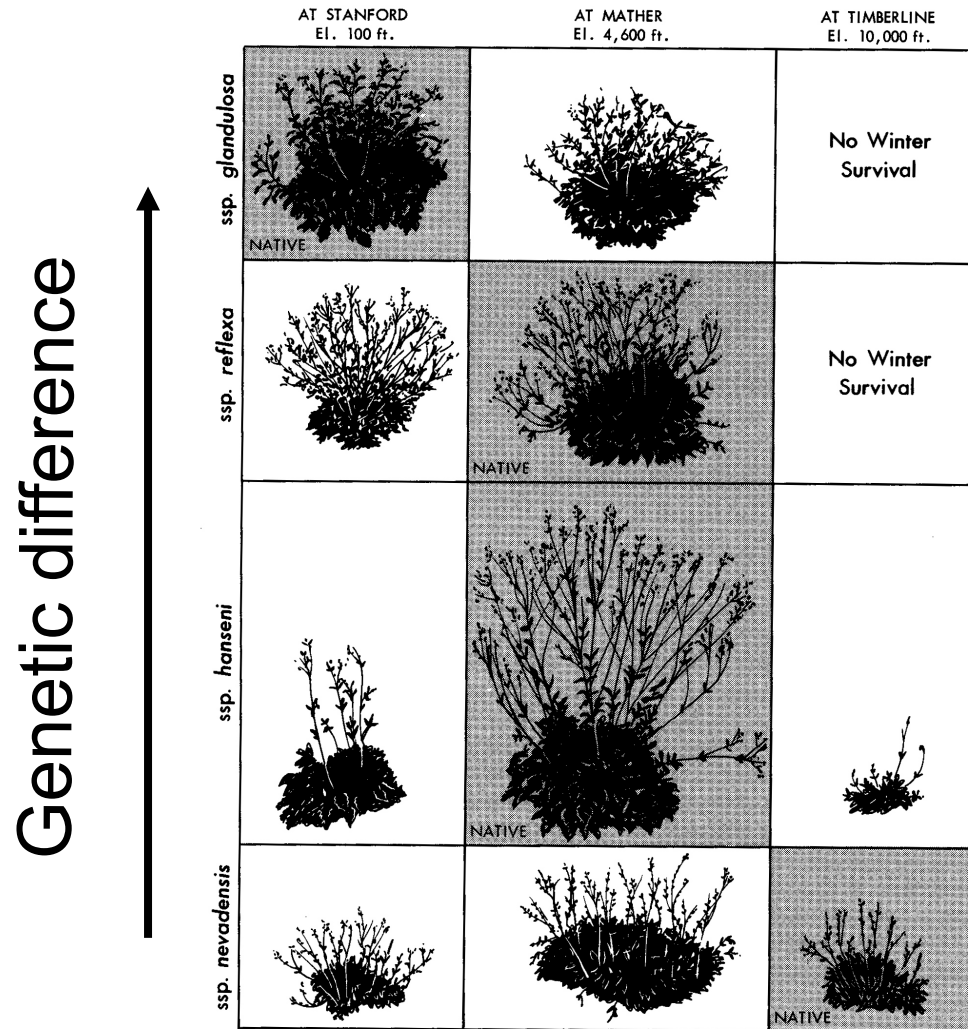 AT STANFORD
El. 100 ft.
AT MATHER
El. 4,600 ft.
AT TIMBERLINE
El. 10,000 ft.
Genetic difference
ssp. glandulosa
NATIVE
No Winter
Survival
ssp. reflexa
NATIVE
No Winter
Survival
ssp. hanseni
NATIVE
ssp. nevadensis
NATIVE